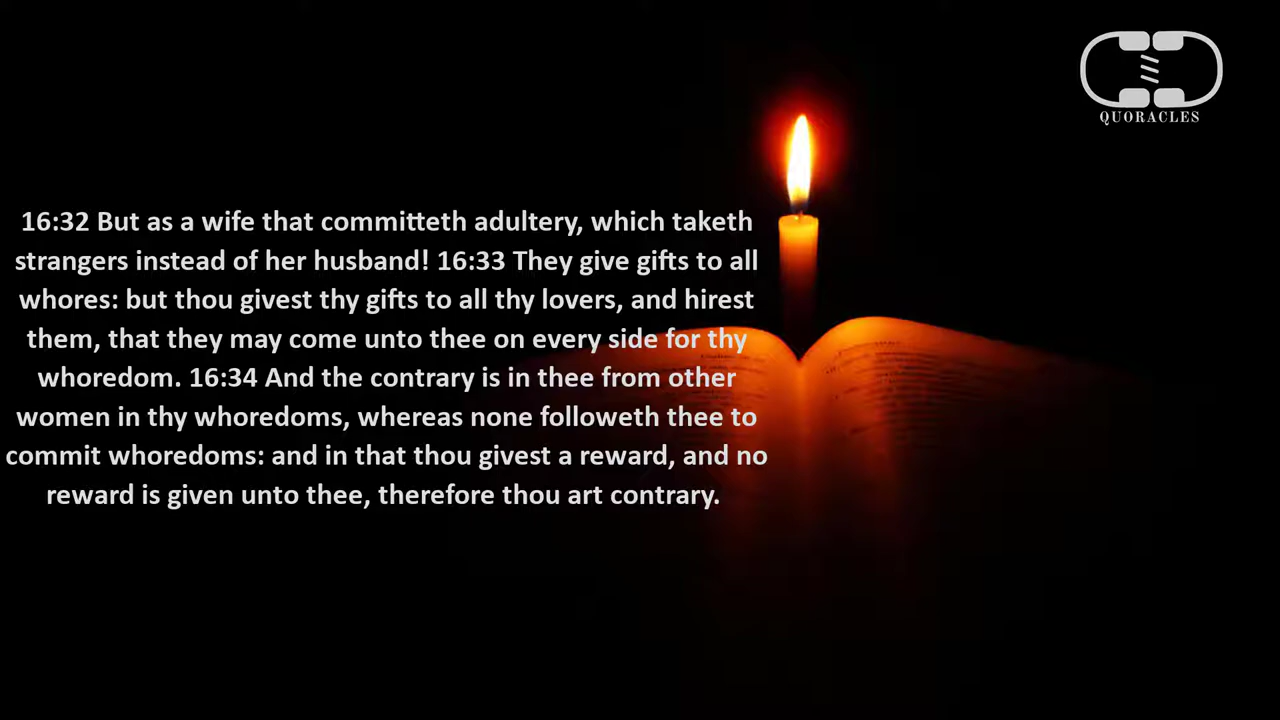 QUORACLES
16:32 But as a wife that committeth adultery, which taketh
strangers instead of her husband! 16:33 They give gifts to all
whores: but thou givest thy gifts to all thy lovers, and hirest
them, that they may come unto thee on every side for thy
whoredom. 16:34 And the contrary is in thee from other
women in thy whoredoms, whereas none followeth thee to
commit whoredoms: and in that thou givest a reward, and no
reward is given unto thee, therefore thou art contrary.